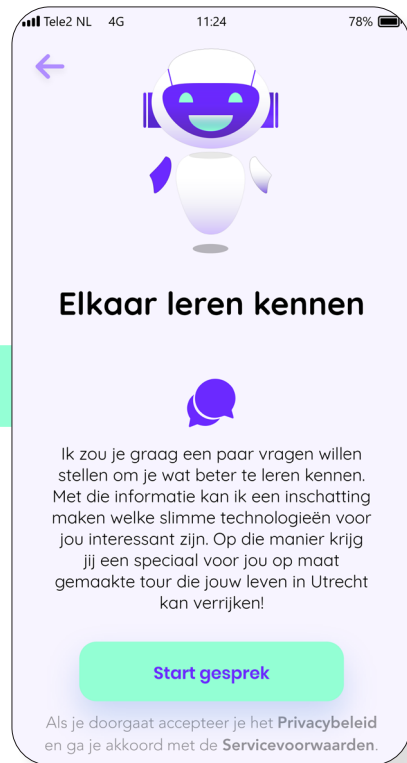 Tele2 NL 4G 11:24 78%
Elkaar leren kennen
Ik zou je graag een paar vragen willen
stellen om je wat beter te leren kennen.
Met die informatie kan ik een inschatting
maken welke slimme technologieën voor
jou interessant zijn. Op die manier krijg
jij een speciaal voor jou op maat
gemaakte tour die jouw leven in Utrecht
kan verrijken!
Start gesprek
Als je doorgaat accepteer je het Privacybeleid
en ga je akkoord met de Servicevoorwaarden.